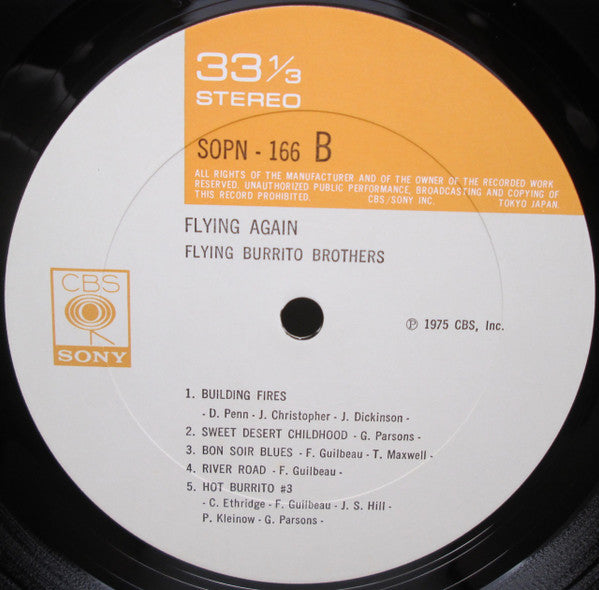 33 1/3
STEREO
SOPN - 166 B
ALL RIGHTS OF THE MANUFACTURER AND OF THE OWNER OF THE RECORDED WORK
RESERVED. UNAUTHORIZED PUBLIC PERFORMANCE, BROADCASTING AND COPYING OF
THIS RECORD PROHIBITED. CBS/SONY INC. TOKYO JAPAN.
FLYING AGAIN
FLYING BURRITO BROTHERS
CBS
SONY
℗ 1975 CBS, Inc.
1. BUILDING FIRES
- D. Penn - J. Christopher - J. Dickinson -
2. SWEET DESERT CHILDHOOD - G. Parsons -
3. BON SOIR BLUES - F. Guilbeau - T. Maxwell -
4. RIVER ROAD - F. Guilbeau -
5. HOT BURRITO #3
- C. Ethridge - F. Guilbeau - J. S. Hill -
P. Kleinow - G. Parsons -